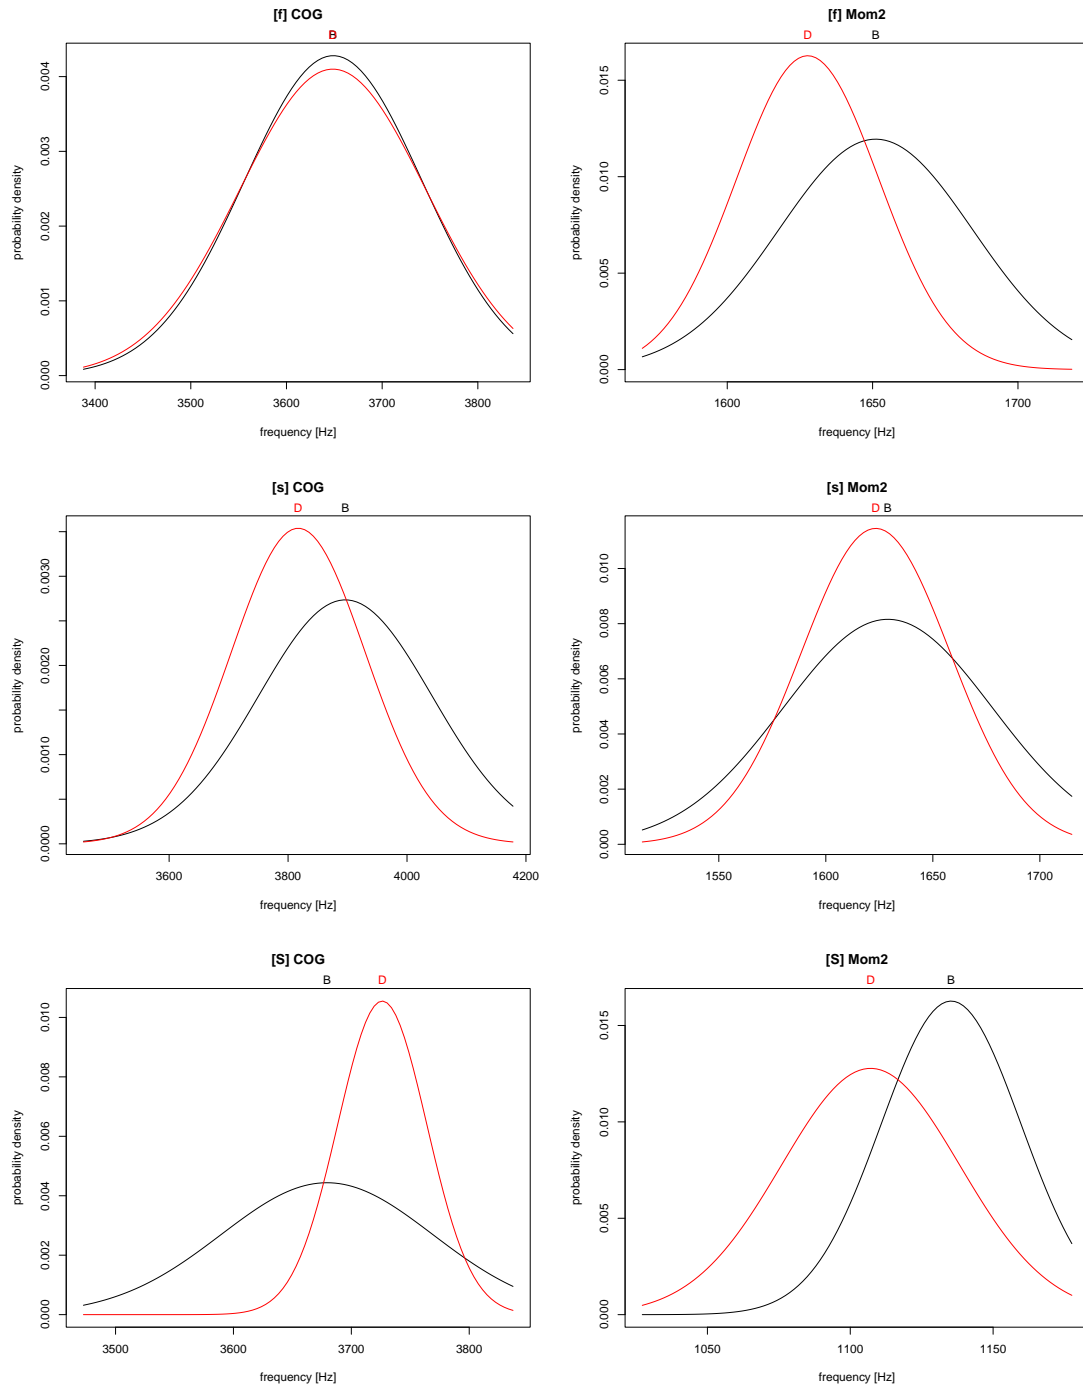 [f] COG
B
D
probability density
0.000
0.001
0.002
0.003
0.004
3400 3500 3600 3700 3800
frequency [Hz]
[f] Mom2
D B
probability density
0.000
0.005
0.010
0.015
1600 1650 1700
frequency [Hz]
[s] COG
D B
probability density
0.0000
0.0010
0.0020
0.0030
3600 3800 4000 4200
frequency [Hz]
[s] Mom2
D B
probability density
0.000
0.002
0.004
0.006
0.008
0.010
1550 1600 1650 1700
frequency [Hz]
[S] COG
B D
probability density
0.000
0.002
0.004
0.006
0.008
0.010
3500 3600 3700 3800
frequency [Hz]
[S] Mom2
D B
probability density
0.000
0.005
0.010
0.015
1050 1100 1150
frequency [Hz]